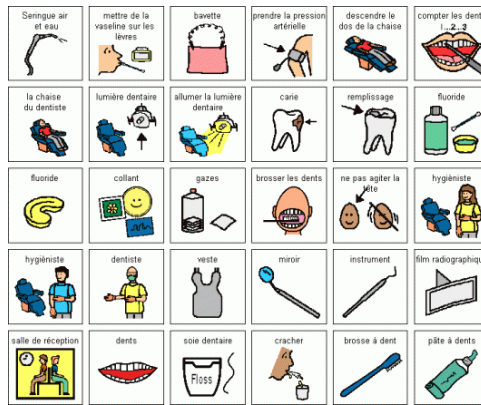 Seringue air
et eau
mettre de la
vaseline sur les
lèvres
bavette
prendre la pression
artérielle
descendre le
dos de la chaise
compter les dents
1...2...3
la chaise
du dentiste
lumière dentaire
allumer la lumière
dentaire
carie
remplissage
fluoride
fluoride
collant
gazes
brosser les dents
ne pas agiter la
tête
hygièniste
hygièniste
dentiste
veste
miroir
instrument
film radiographique
salle de réception
dents
soie dentaire
Floss
cracher
brosse á dent
pâte á dents